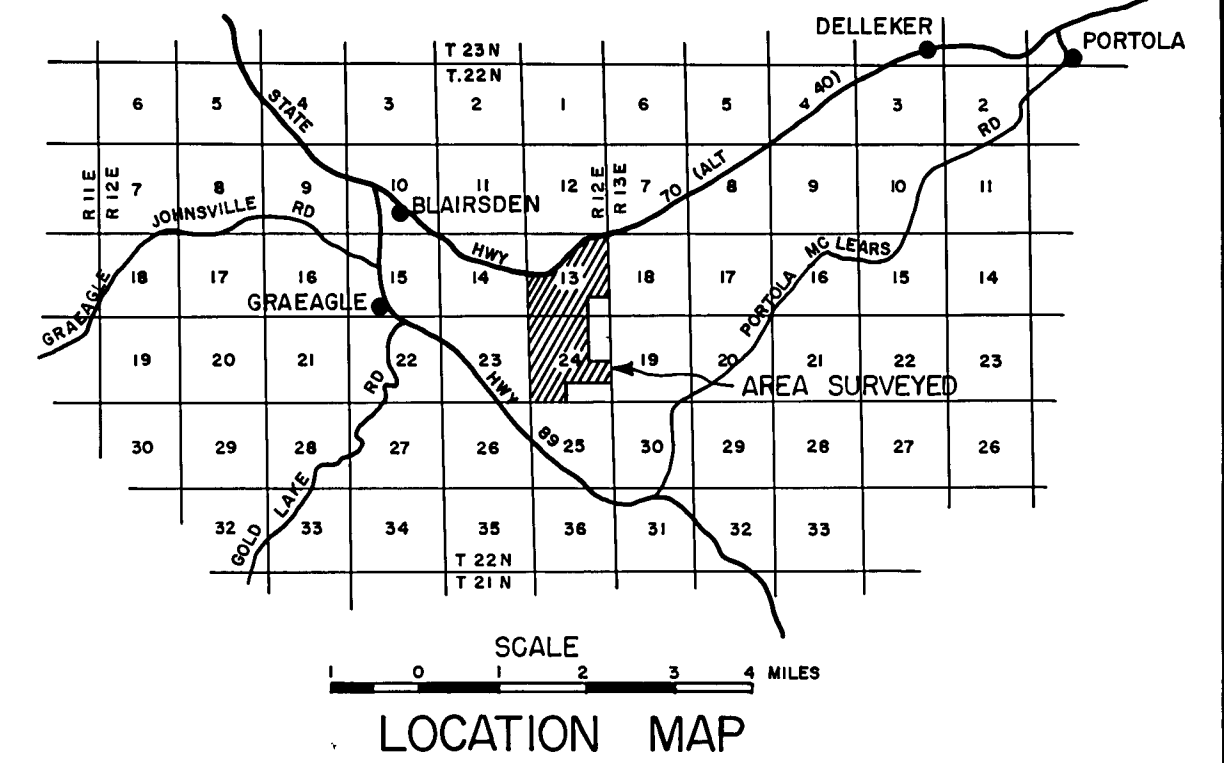 DELLEKER
PORTOLA
T 23 N
T. 22 N
6 5 4 3 2 1 6 5 4 3 2
STATE
HWY
70 (ALT 40)
RD
R 11 E
R 12 E
R 12 E
R 13 E
7 8 9 10 11 12 7 8 9 10 11
BLAIRSDEN
GRAEAGLE JOHNSVILLE RD
PORTOLA MC LEARS
18 17 16 15 14 13 18 17 16 15 14
GRAEAGLE
19 20 21 22 23 24 19 20 21 22 23
AREA SURVEYED
HWY 89
30 29 28 27 26 25 30 29 28 27 26
GOLD LAKE RD
32 33 34 35 36 31 32 33
T 22 N
T 21 N
SCALE
1 0 1 2 3 4 MILES
LOCATION MAP